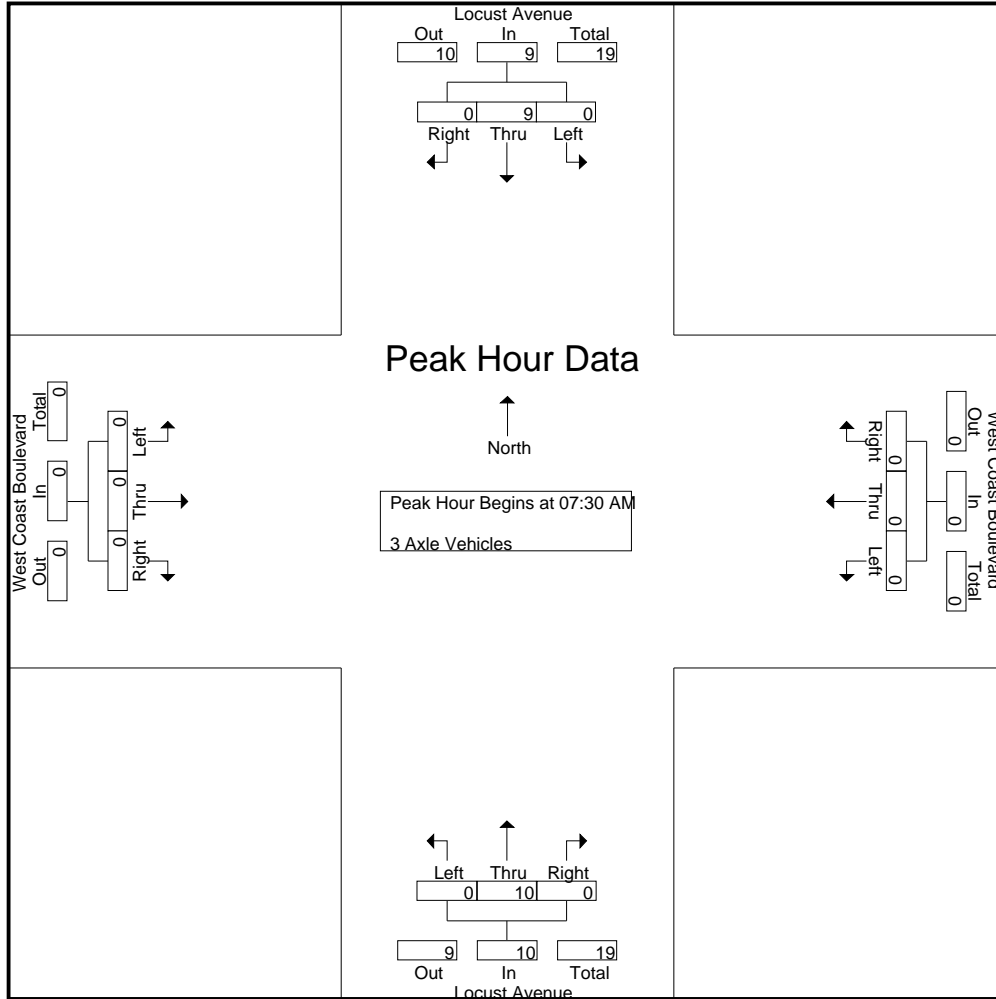 Locust Avenue
Out In Total
10 9 19
0 9 0
Right Thru Left
Peak Hour Data
North
Peak Hour Begins at 07:30 AM
3 Axle Vehicles
West Coast Boulevard
Total In Out
0 0 0
0 0 0
Left Thru Right
Right Thru Left
0 0 0
0 0 0
Out In Total
West Coast Boulevard
Left Thru Right
0 10 0
9 10 19
Out In Total
Locust Avenue